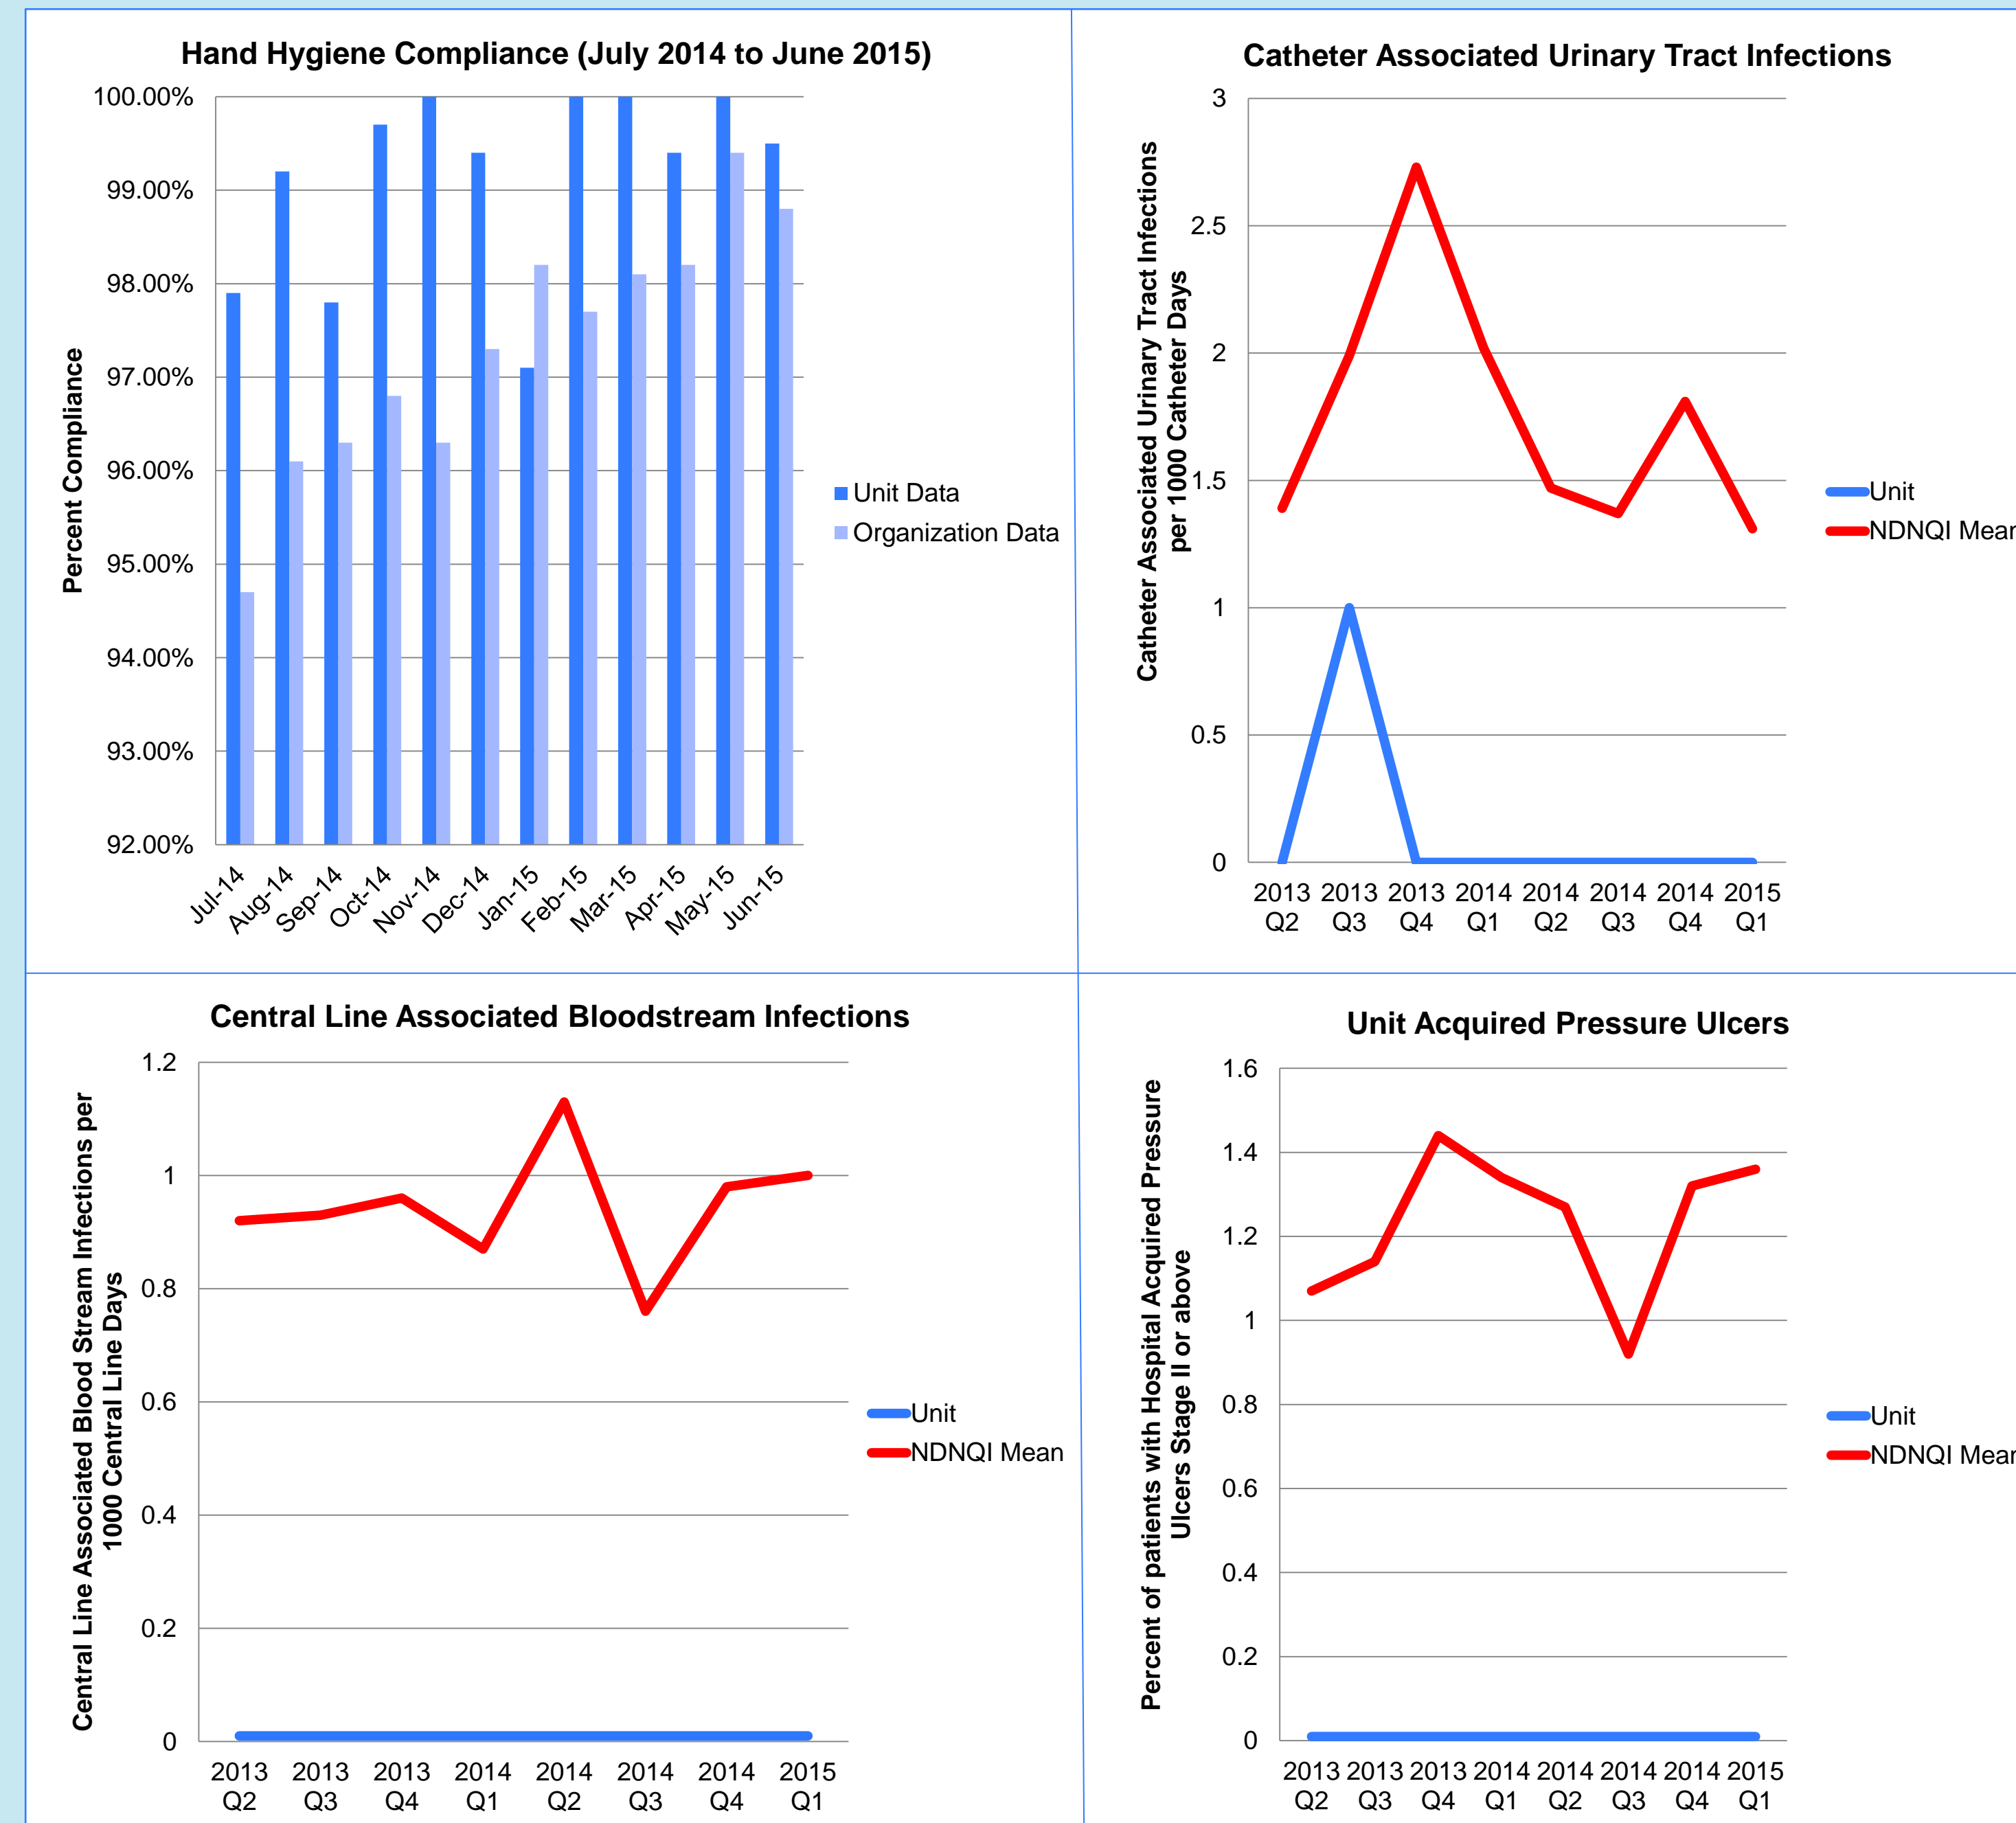 Hand Hygiene Compliance (July 2014 to June 2015)
Percent Compliance
100.00%
99.00%
98.00%
97.00%
96.00%
95.00%
94.00%
93.00%
92.00%
Jul-14
Aug-14
Sep-14
Oct-14
Nov-14
Dec-14
Jan-15
Feb-15
Mar-15
Apr-15
May-15
Jun-15
Unit Data
Organization Data
Catheter Associated Urinary Tract Infections
Catheter Associated Urinary Tract Infections
per 1000 Catheter Days
3
2.5
2
1.5
1
0.5
0
2013 2013 2013 2014 2014 2014 2014 2015
Q2 Q3 Q4 Q1 Q2 Q3 Q4 Q1
Unit
NDNQI Mean
Central Line Associated Bloodstream Infections
Central Line Associated Blood Stream Infections per
1000 Central Line Days
1.2
1
0.8
0.6
0.4
0.2
0
2013 2013 2013 2014 2014 2014 2014 2015
Q2 Q3 Q4 Q1 Q2 Q3 Q4 Q1
Unit
NDNQI Mean
Unit Acquired Pressure Ulcers
Percent of patients with Hospital Acquired Pressure
Ulcers Stage II or above
1.6
1.4
1.2
1
0.8
0.6
0.4
0.2
0
2013 2013 2013 2014 2014 2014 2014 2015
Q2 Q3 Q4 Q1 Q2 Q3 Q4 Q1
Unit
NDNQI Mean